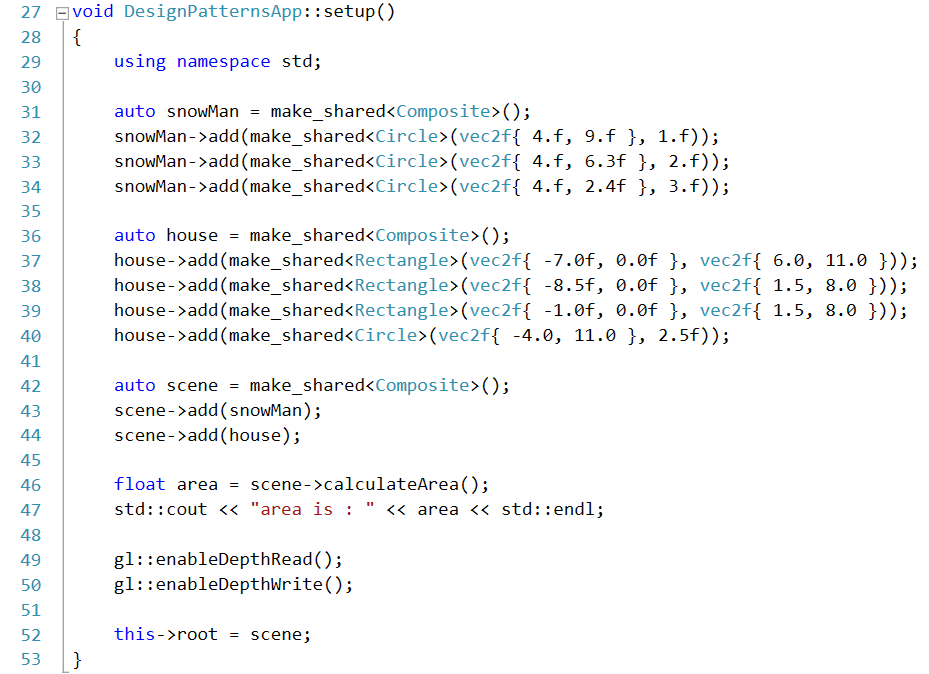 27 void DesignPatternsApp::setup()
28 {
29     using namespace std;
30
31     auto snowMan = make_shared<Composite>();
32     snowMan->add(make_shared<Circle>(vec2f{ 4.f, 9.f }, 1.f));
33     snowMan->add(make_shared<Circle>(vec2f{ 4.f, 6.3f }, 2.f));
34     snowMan->add(make_shared<Circle>(vec2f{ 4.f, 2.4f }, 3.f));
35
36     auto house = make_shared<Composite>();
37     house->add(make_shared<Rectangle>(vec2f{ -7.0f, 0.0f }, vec2f{ 6.0, 11.0 }));
38     house->add(make_shared<Rectangle>(vec2f{ -8.5f, 0.0f }, vec2f{ 1.5, 8.0 }));
39     house->add(make_shared<Rectangle>(vec2f{ -1.0f, 0.0f }, vec2f{ 1.5, 8.0 }));
40     house->add(make_shared<Circle>(vec2f{ -4.0, 11.0 }, 2.5f));
41
42     auto scene = make_shared<Composite>();
43     scene->add(snowMan);
44     scene->add(house);
45
46     float area = scene->calculateArea();
47     std::cout << "area is : " << area << std::endl;
48
49     gl::enableDepthRead();
50     gl::enableDepthWrite();
51
52     this->root = scene;
53 }